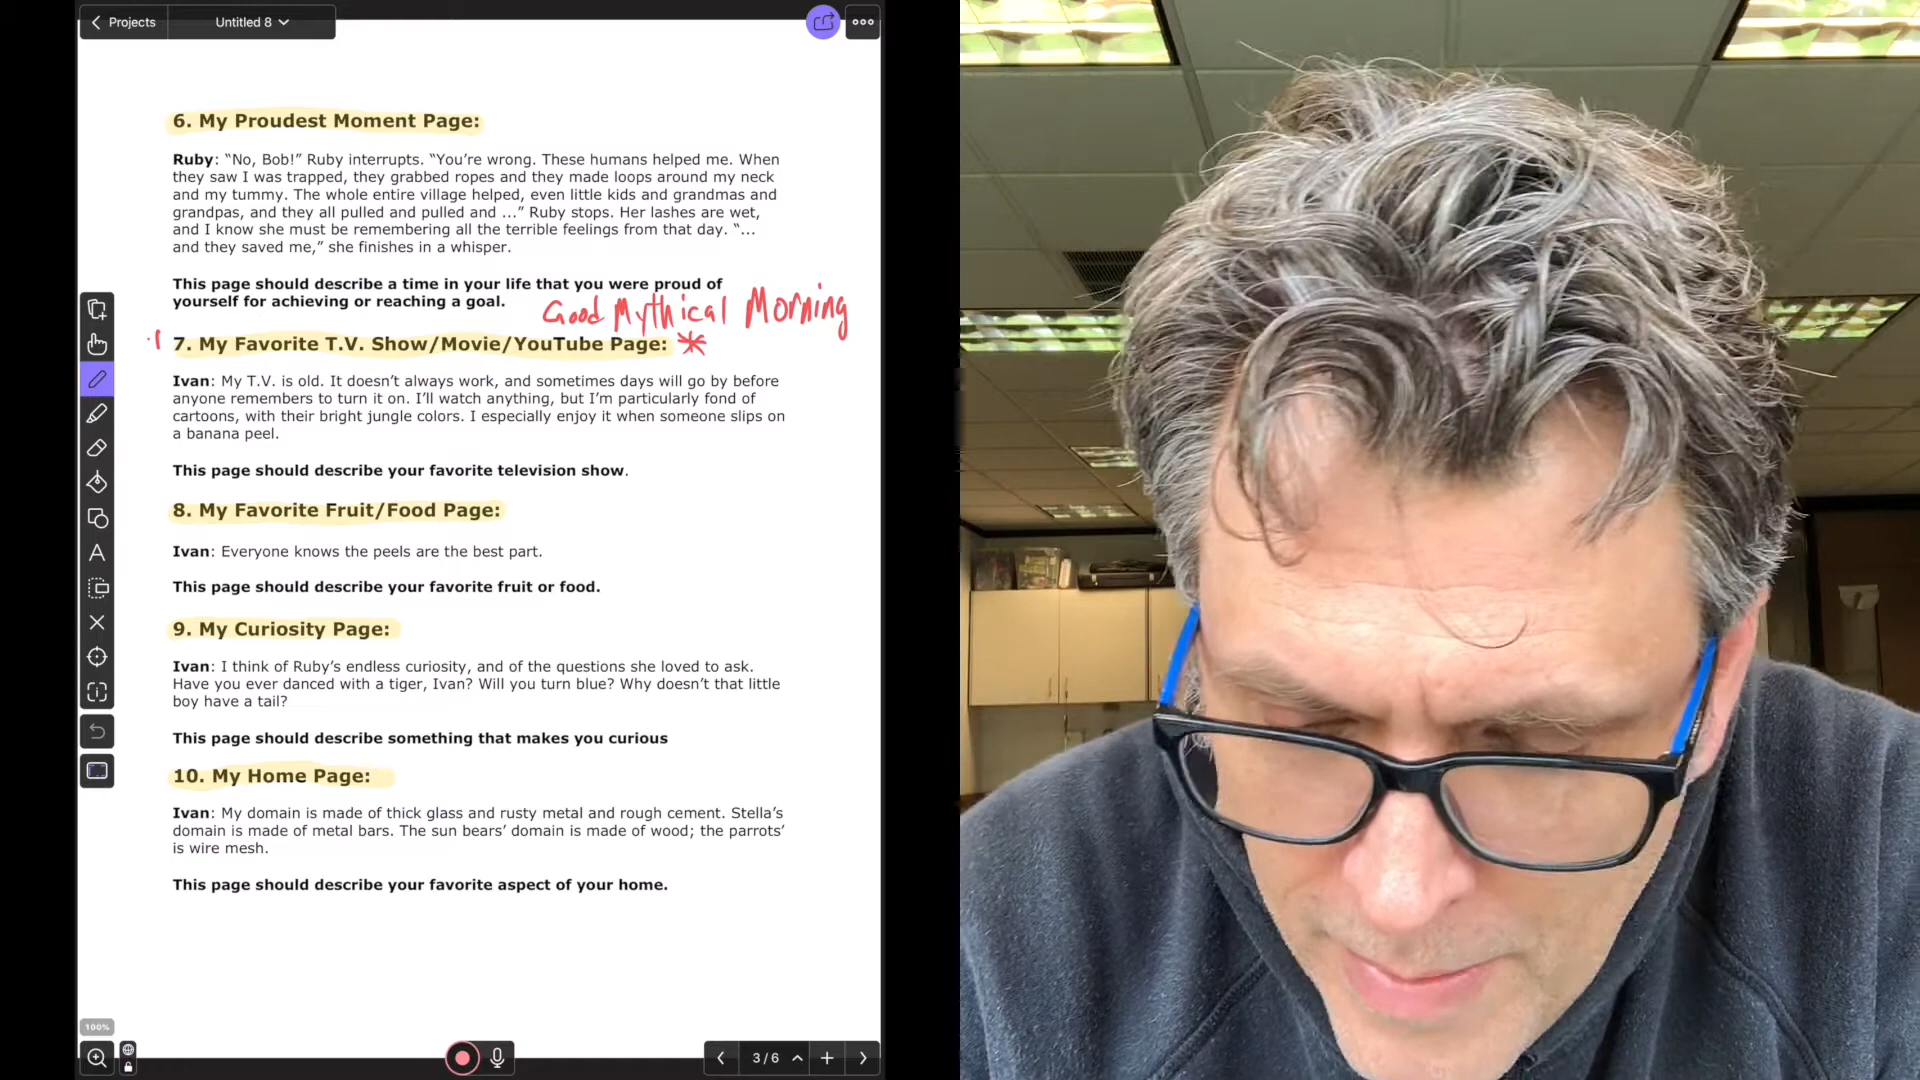 Projects
Untitled 8
6. My Proudest Moment Page:
Ruby: “No, Bob!” Ruby interrupts. “You’re wrong. These humans helped me. When
they saw I was trapped, they grabbed ropes and they made loops around my neck
and my tummy. The whole entire village helped, even little kids and grandmas and
grandpas, and they all pulled and pulled and ...” Ruby stops. Her lashes are wet,
and I know she must be remembering all the terrible feelings from that day. “...
and they saved me,” she finishes in a whisper.
This page should describe a time in your life that you were proud of
yourself for achieving or reaching a goal.
Good Mythical Morning
7. My Favorite T.V. Show/Movie/YouTube Page: *
Ivan: My T.V. is old. It doesn’t always work, and sometimes days will go by before
anyone remembers to turn it on. I’ll watch anything, but I’m particularly fond of
cartoons, with their bright jungle colors. I especially enjoy it when someone slips on
a banana peel.
This page should describe your favorite television show.
8. My Favorite Fruit/Food Page:
Ivan: Everyone knows the peels are the best part.
This page should describe your favorite fruit or food.
9. My Curiosity Page:
Ivan: I think of Ruby’s endless curiosity, and of the questions she loved to ask.
Have you ever danced with a tiger, Ivan? Will you turn blue? Why doesn’t that little
boy have a tail?
This page should describe something that makes you curious
10. My Home Page:
Ivan: My domain is made of thick glass and rusty metal and rough cement. Stella’s
domain is made of metal bars. The sun bears’ domain is made of wood; the parrots’
is wire mesh.
This page should describe your favorite aspect of your home.
100%
3/6